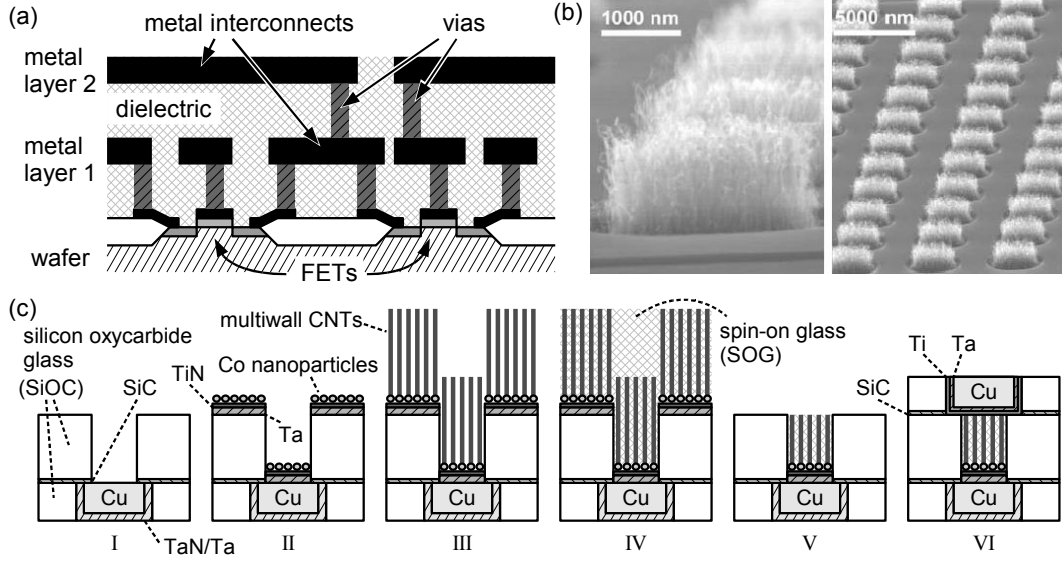 (a)
metal interconnects
vias
metal
layer 2
dielectric
metal
layer 1
wafer
FETs
(b)
1000 nm
5000 nm
(c)
silicon oxycarbide
glass
(SiOC)
SiC
Cu
TaN/Ta
I
TiN
Co nanoparticles
Ta
Cu
II
multiwall CNTs
Cu
III
spin-on glass
(SOG)
Cu
IV
Cu
V
Ti
Ta
SiC
Cu
Cu
VI